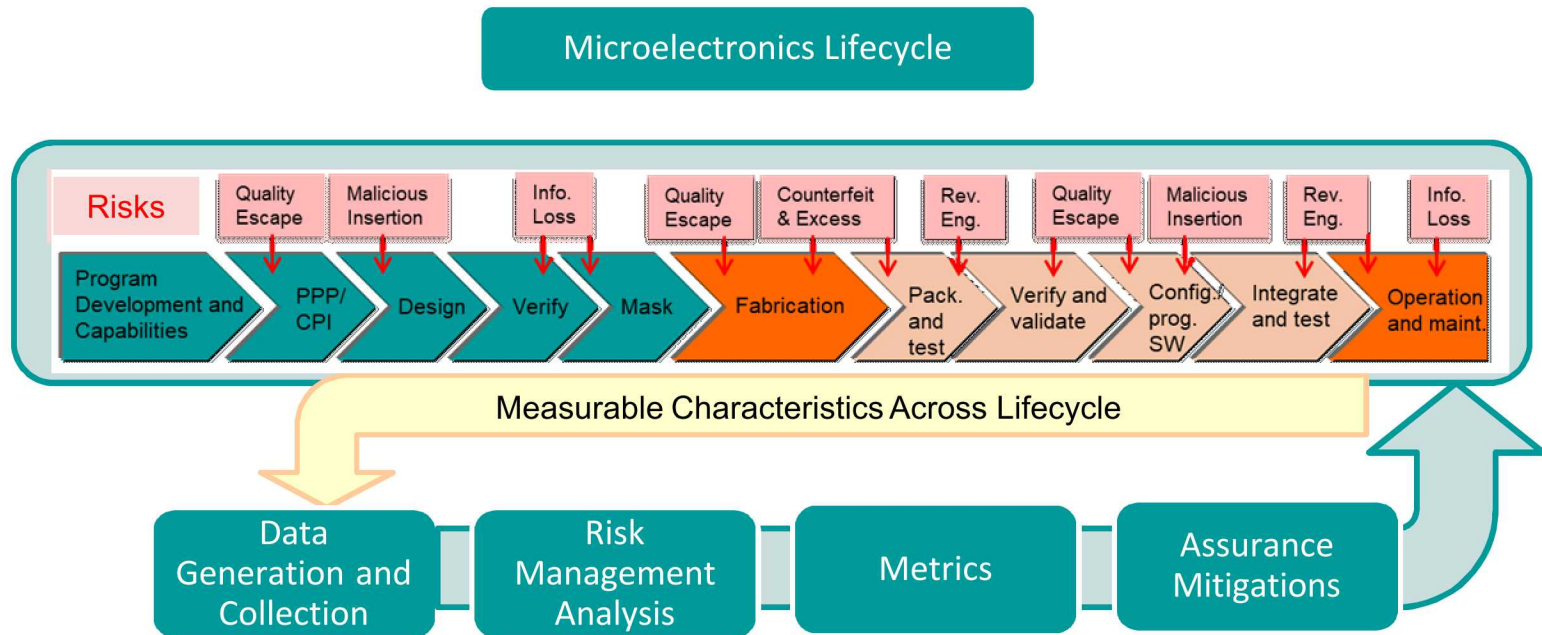 Microelectronics Lifecycle
Risks
Quality
Escape
Malicious
Insertion
Info.
Loss
Quality
Escape
Counterfeit
& Excess
Rev.
Eng.
Quality
Escape
Malicious
Insertion
Rev.
Eng.
Info.
Loss
Program
Development and
Capabilities
PPP/
CPI
Design
Verify
Mask
Fabrication
Pack.
and
test
Verify and
validate
Config.
prog.
SW
Integrate
and test
Operation
and maint.
Measurable Characteristics Across Lifecycle
Data
Generation and
Collection
Risk
Management
Analysis
Metrics
Assurance
Mitigations